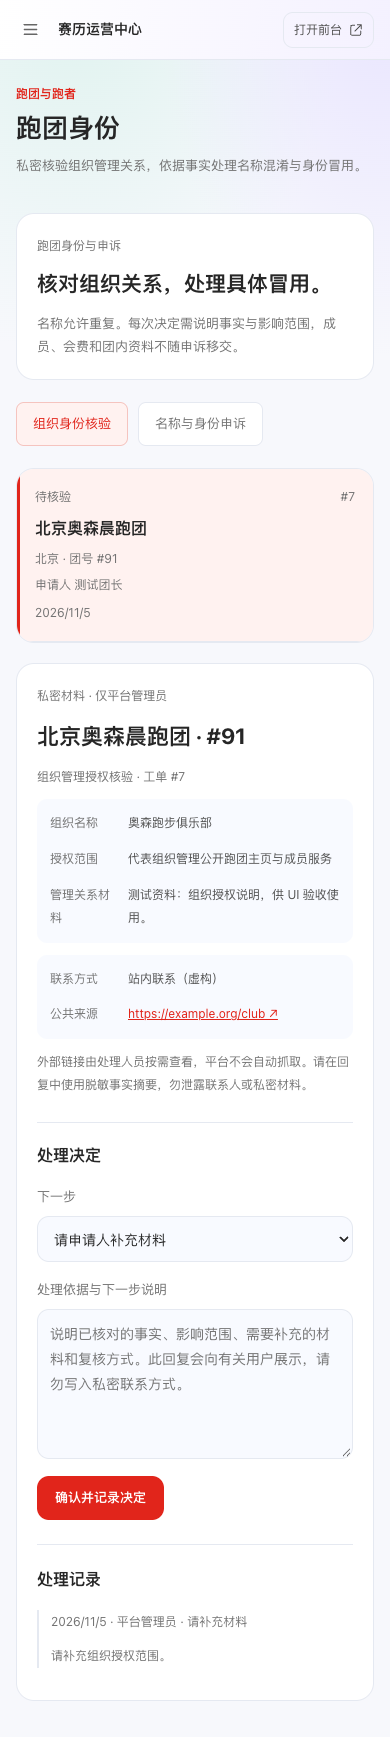 赛历运营中心
打开前台
跑团与跑者
跑团身份
私密核验组织管理关系，依据事实处理名称混淆与身份冒用。
跑团身份与申诉
核对组织关系，处理具体冒用。
名称允许重复。每次决定需说明事实与影响范围，成
员、会费和团内资料不随申诉移交。
组织身份核验
名称与身份申诉
待核验
#7
北京奥森晨跑团
北京 · 团号 #91
申请人 测试团长
2026/11/5
私密材料 · 仅平台管理员
北京奥森晨跑团 · #91
组织管理授权核验 · 工单 #7
组织名称
奥森跑步俱乐部
授权范围
代表组织管理公开跑团主页与成员服务
管理关系材
料
测试资料：组织授权说明，供 UI 验收使
用。
联系方式
站内联系（虚构）
公共来源
https://example.org/club ↗
外部链接由处理人员按需查看，平台不会自动抓取。请在回
复中使用脱敏事实摘要，勿泄露联系人或私密材料。
处理决定
下一步
请申请人补充材料
处理依据与下一步说明
说明已核对的事实、影响范围、需要补充的材
料和复核方式。此回复会向有关用户展示，请
勿写入私密联系方式。
确认并记录决定
处理记录
2026/11/5 · 平台管理员 · 请补充材料
请补充组织授权范围。